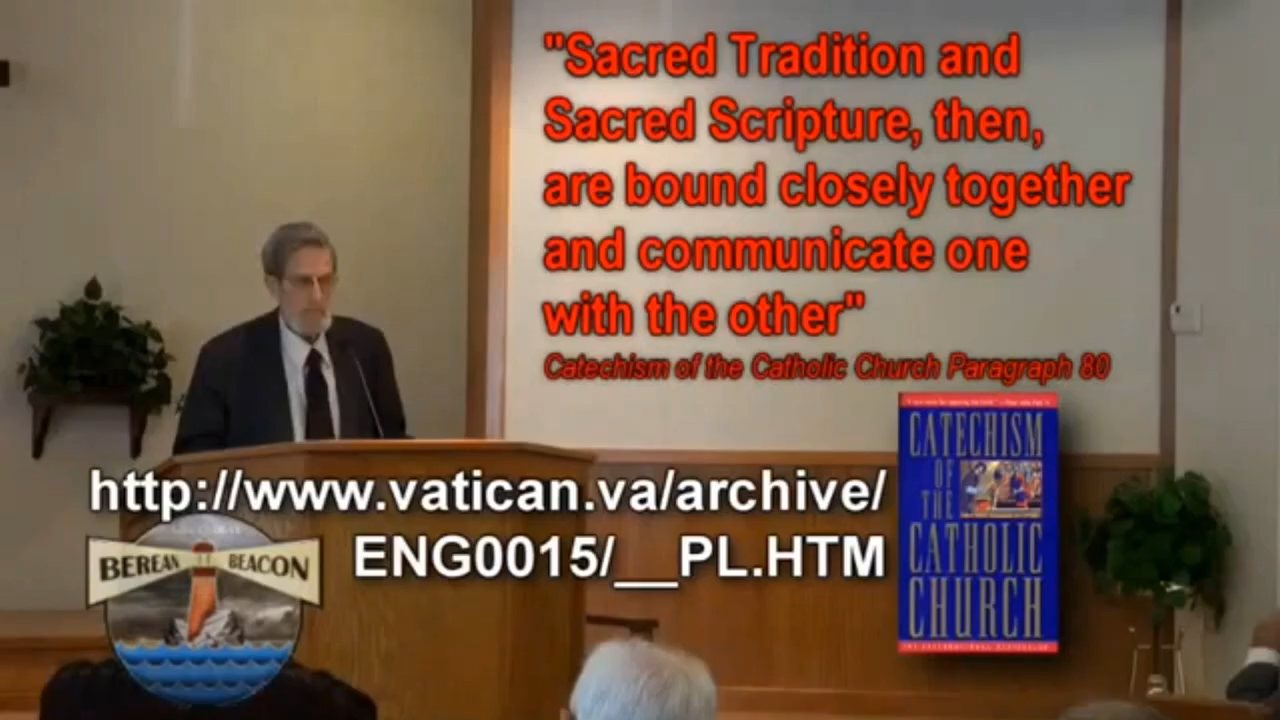 "Sacred Tradition and
Sacred Scripture, then,
are bound closely together
and communicate one
with the other"
Catechism of the Catholic Church Paragraph 80
http://www.vatican.va/archive/
ENG0015/__PL.HTM
BEREAN BEACON
CATECHISM
OF
THE
CATHOLIC
CHURCH